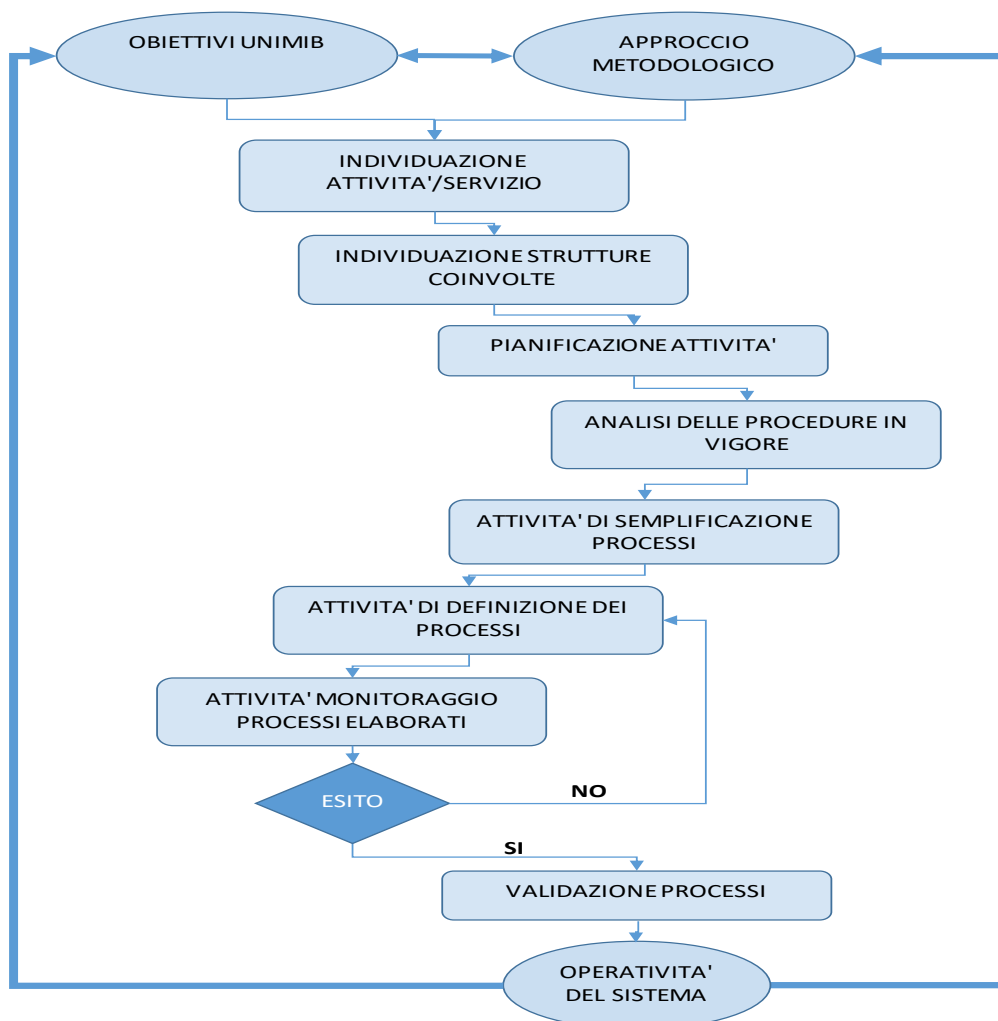 OBIETTIVI UNIMIB
APPROCCIO
METODOLOGICO
INDIVIDUAZIONE
ATTIVITA'/SERVIZIO
INDIVIDUAZIONE STRUTTURE
COINVOLTE
PIANIFICAZIONE ATTIVITA'
ANALISI DELLE PROCEDURE IN
VIGORE
ATTIVITA' DI SEMPLIFICAZIONE
PROCESSI
ATTIVITA' DI DEFINIZIONE DEI
PROCESSI
ATTIVITA' MONITORAGGIO
PROCESSI ELABORATI
ESITO
NO
SI
VALIDAZIONE PROCESSI
OPERATIVITA'
DEL SISTEMA